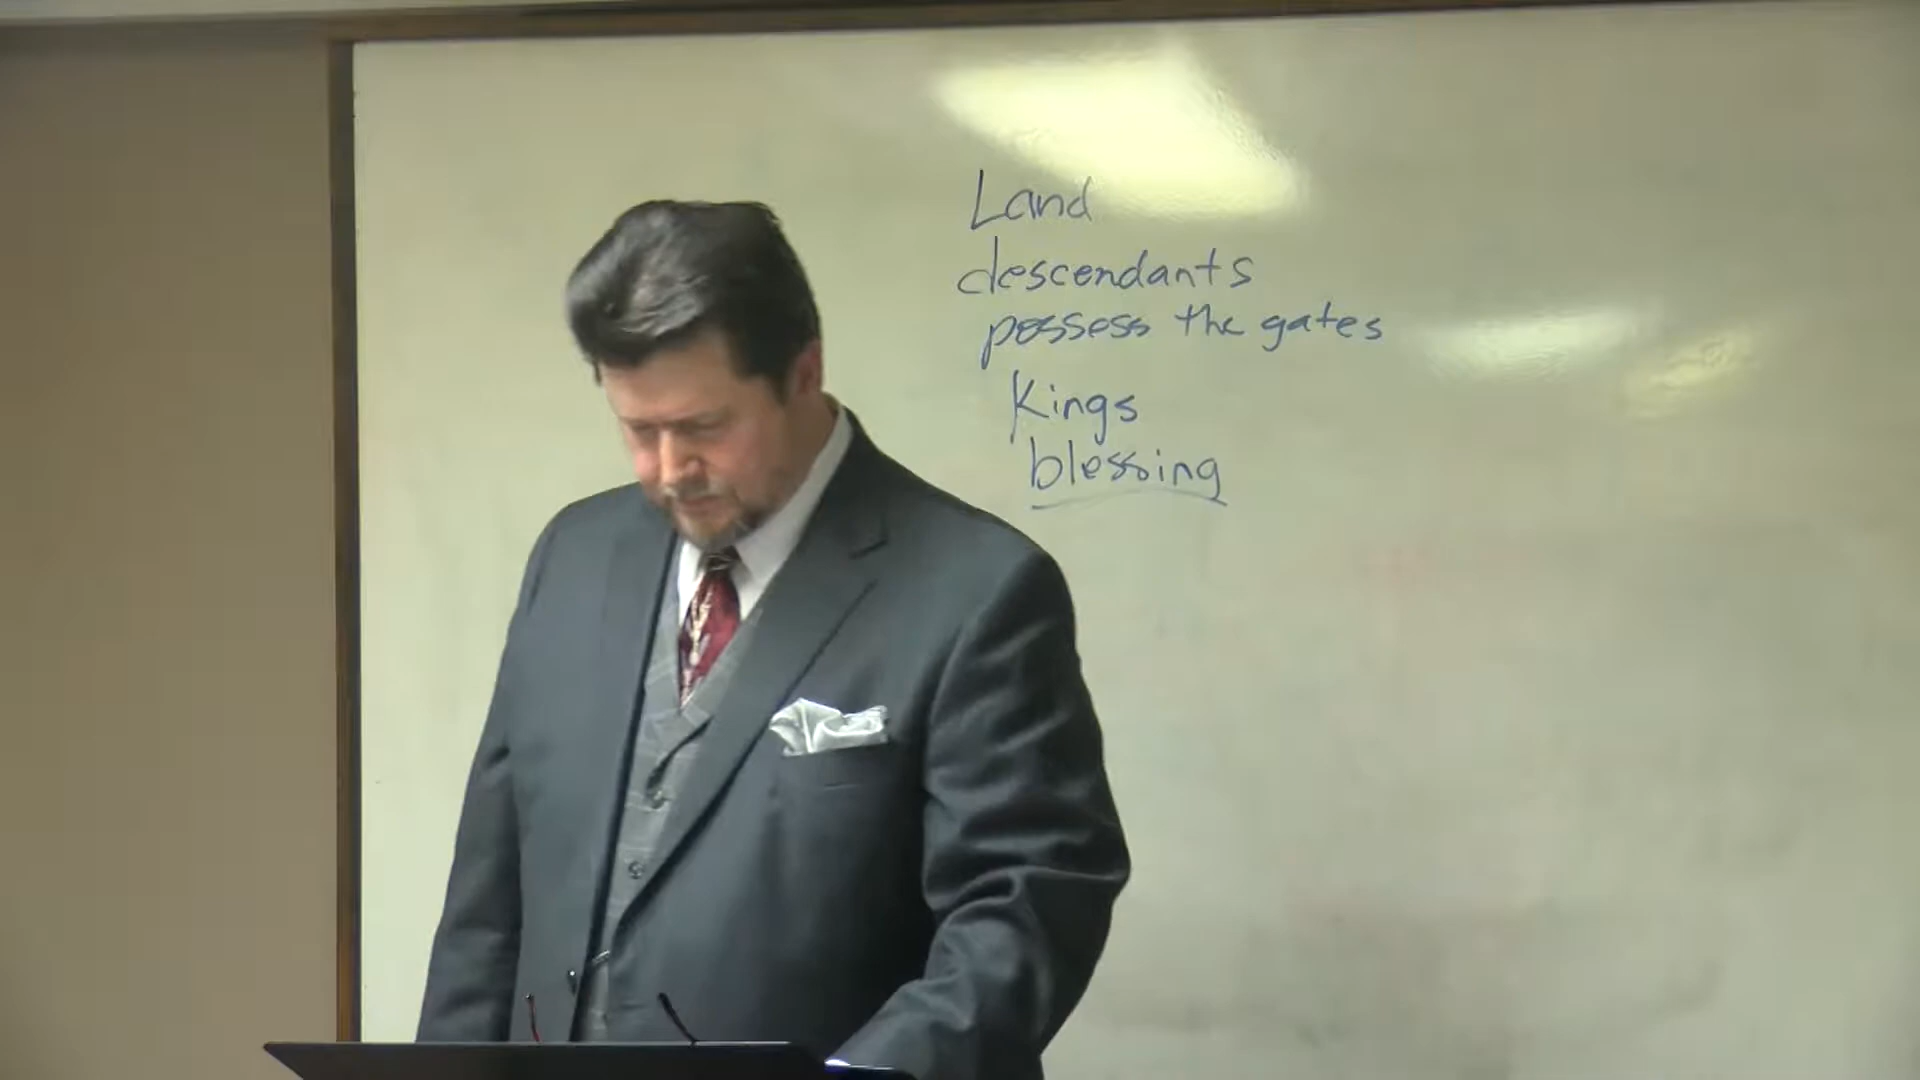 Land
descendants
possess the gates
Kings
blessing